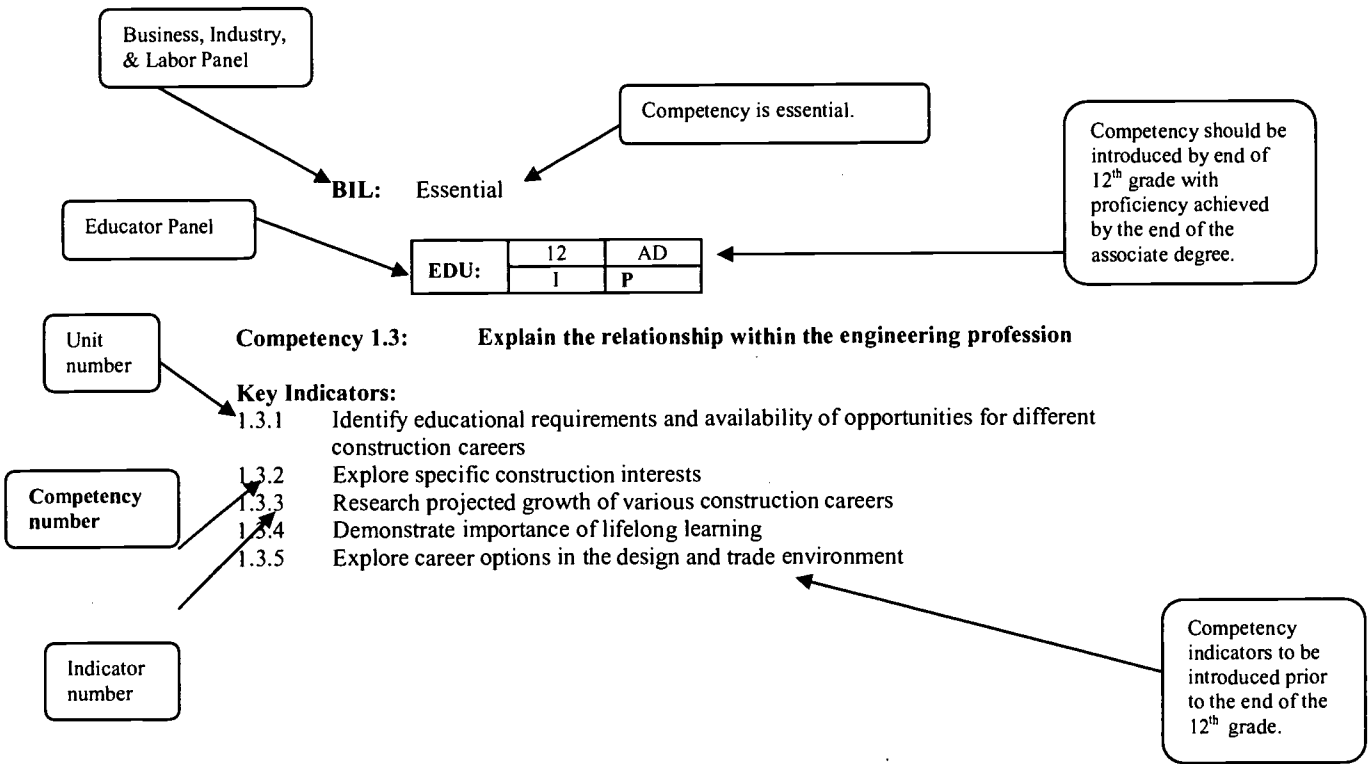 Business, Industry,
& Labor Panel
Competency is essential.
Competency should be
introduced by end of
12th grade with
proficiency achieved
by the end of the
associate degree.
BIL: Essential
Educator Panel
EDU: 12 AD
I P
Unit
number
Competency 1.3: Explain the relationship within the engineering profession
Key Indicators:
1.3.1 Identify educational requirements and availability of opportunities for different
construction careers
1.3.2 Explore specific construction interests
Competency
number
1.3.3 Research projected growth of various construction careers
1.3.4 Demonstrate importance of lifelong learning
1.3.5 Explore career options in the design and trade environment
Indicator
number
Competency
indicators to be
introduced prior
to the end of the
12th grade.